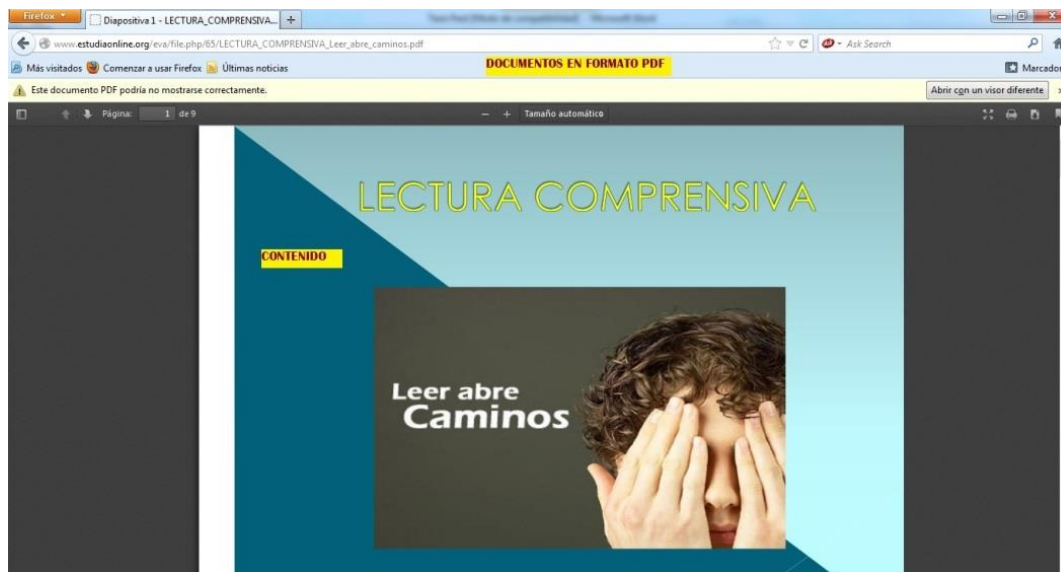 Firefox
Diapositiva 1 - LECTURA_COMPRENSIVA...
www.estudiaonline.org/eva/file.php/65/LECTURA_COMPRENSIVA_Leer_abre_caminos.pdf
Ask Search
Más visitados Comenzar a usar Firefox Últimas noticias
DOCUMENTOS EN FORMATO PDF
Marcador
Este documento PDF podría no mostrarse correctamente.
Abrir con un visor diferente
Página: 1 de 9
Tamaño automático
LECTURA COMPRENSIVA
CONTENIDO
Leer abre
Caminos